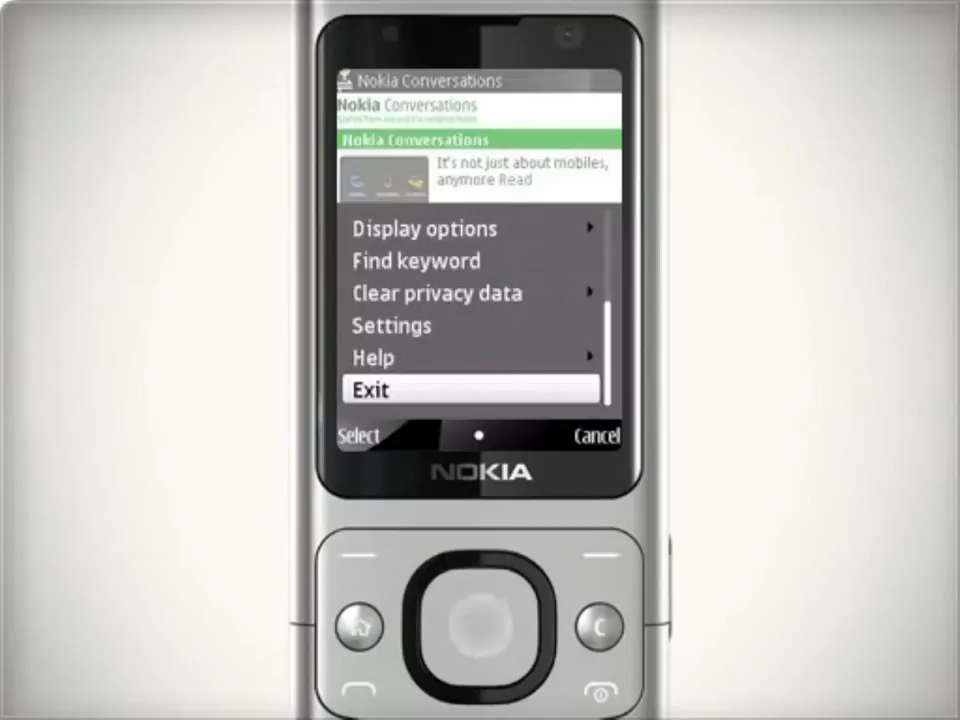 Nokia Conversations
Nokia Conversations
Nokia Conversations
It's not just about mobiles,
anymore Read
Display options
Find keyword
Clear privacy data
Settings
Help
Exit
Select
Cancel
NOKIA
C